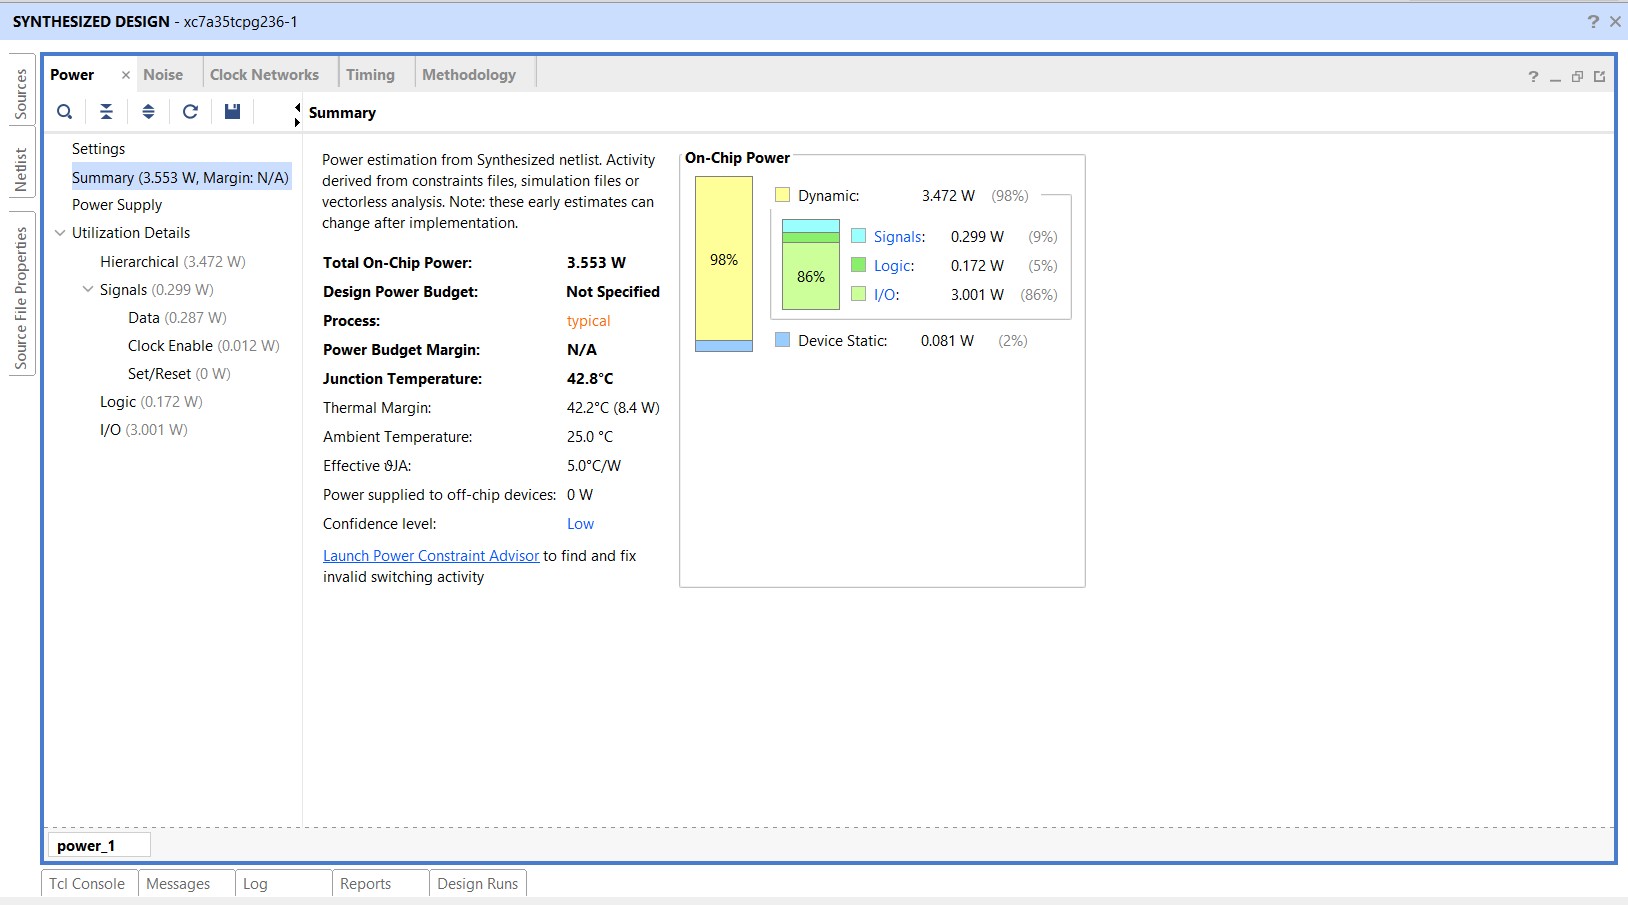 SYNTHESIZED DESIGN - xc7a35tcpg236-1
? ×
Sources
Netlist
Source File Properties
Power × Noise Clock Networks Timing Methodology
?
Summary
Settings
Summary (3.553 W, Margin: N/A)
Power Supply
Utilization Details
Hierarchical (3.472 W)
Signals (0.299 W)
Data (0.287 W)
Clock Enable (0.012 W)
Set/Reset (0 W)
Logic (0.172 W)
I/O (3.001 W)
Power estimation from Synthesized netlist. Activity
derived from constraints files, simulation files or
vectorless analysis. Note: these early estimates can
change after implementation.
Total On-Chip Power: 3.553 W
Design Power Budget: Not Specified
Process: typical
Power Budget Margin: N/A
Junction Temperature: 42.8°C
Thermal Margin: 42.2°C (8.4 W)
Ambient Temperature: 25.0 °C
Effective ϑJA: 5.0°C/W
Power supplied to off-chip devices: 0 W
Confidence level: Low
Launch Power Constraint Advisor to find and fix
invalid switching activity
On-Chip Power
98%
86%
Dynamic: 3.472 W (98%)
Signals: 0.299 W (9%)
Logic: 0.172 W (5%)
I/O: 3.001 W (86%)
Device Static: 0.081 W (2%)
power_1
Tcl Console Messages Log Reports Design Runs